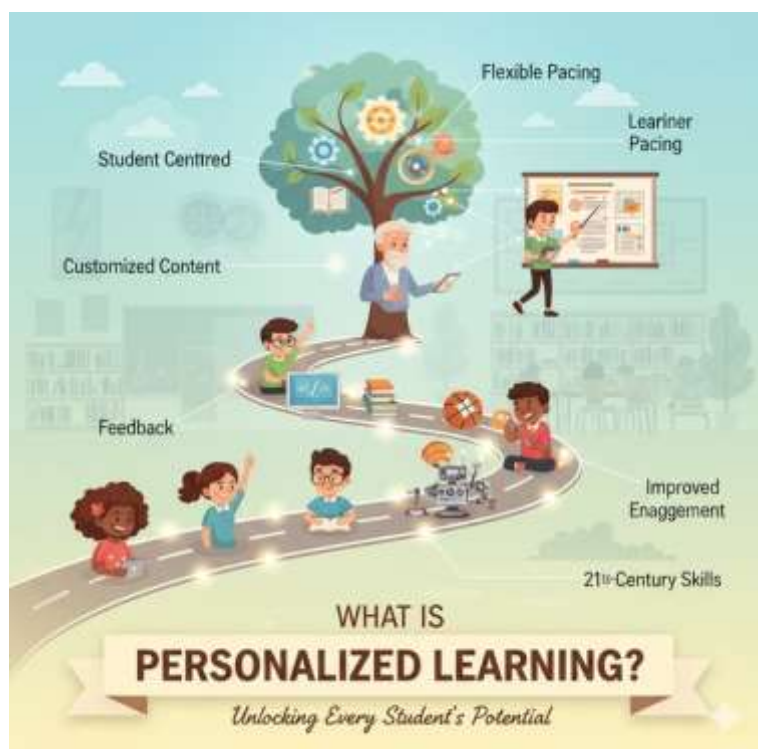 Flexible Pacing
Leariner
Pacing
Student Centtred
Customized Content
Feedback
Improved
Enaggement
21st-Century Skills
WHAT IS
PERSONALIZED LEARNING?
Unlocking Every Student's Potential